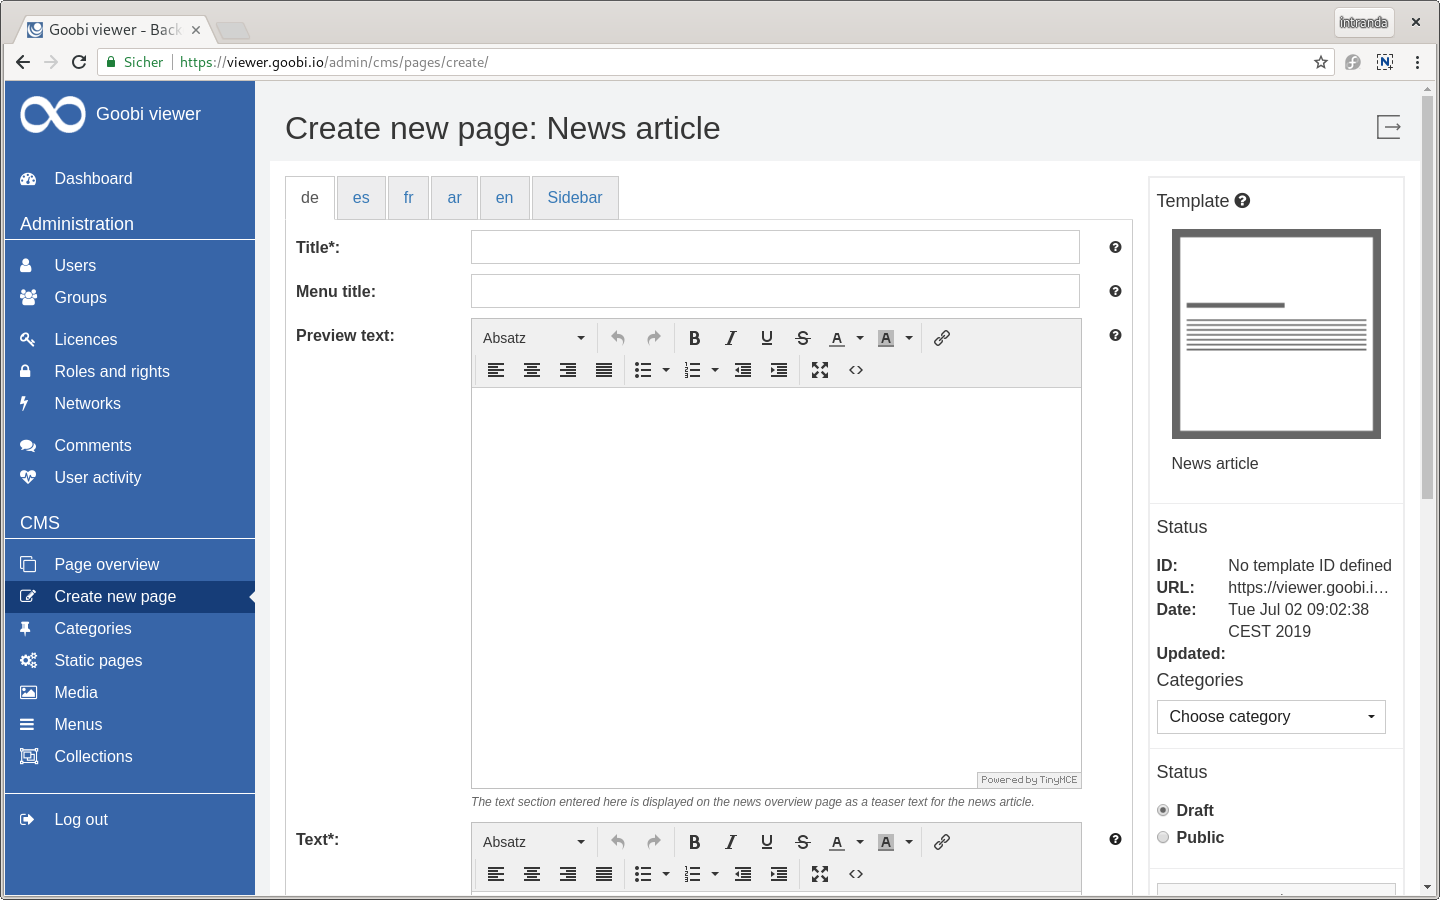 Goobi viewer - Back
intranda
Sicher
https://viewer.goobi.io/admin/cms/pages/create/
Goobi viewer
Dashboard
Administration
Users
Groups
Licences
Roles and rights
Networks
Comments
User activity
CMS
Page overview
Create new page
Categories
Static pages
Media
Menus
Collections
Log out
Create new page: News article
de es fr ar en Sidebar
Title*:
Menu title:
Preview text:
Absatz
B I U S A A
Powered by TinyMCE
The text section entered here is displayed on the news overview page as a teaser text for the news article.
Text*:
Absatz
B I U S A A
Template
News article
Status
ID: No template ID defined
URL: https://viewer.goobi.i…
Date: Tue Jul 02 09:02:38
CEST 2019
Updated:
Categories
Choose category
Status
Draft
Public